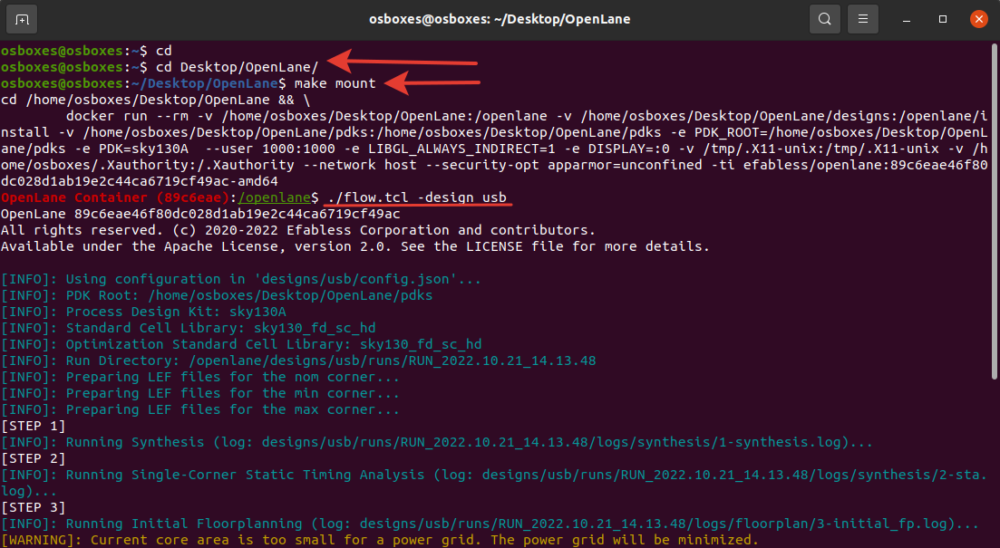 osboxes@osboxes: ~/Desktop/OpenLane
osboxes@osboxes:~$ cd
osboxes@osboxes:~$ cd Desktop/OpenLane/
osboxes@osboxes:~/Desktop/OpenLane$ make mount
cd /home/osboxes/Desktop/OpenLane && \
        docker run --rm -v /home/osboxes/Desktop/OpenLane:/openlane -v /home/osboxes/Desktop/OpenLane/designs:/openlane/i
nstall -v /home/osboxes/Desktop/OpenLane/pdks:/home/osboxes/Desktop/OpenLane/pdks -e PDK_ROOT=/home/osboxes/Desktop/OpenL
ane/pdks -e PDK=sky130A  --user 1000:1000 -e LIBGL_ALWAYS_INDIRECT=1 -e DISPLAY=:0 -v /tmp/.X11-unix:/tmp/.X11-unix -v /h
ome/osboxes/.Xauthority:/.Xauthority --network host --security-opt apparmor=unconfined -ti efabless/openlane:89c6eae46f80
dc028d1ab19e2c44ca6719cf49ac-amd64
OpenLane Container (89c6eae):/openlane$ ./flow.tcl -design usb
OpenLane 89c6eae46f80dc028d1ab19e2c44ca6719cf49ac
All rights reserved. (c) 2020-2022 Efabless Corporation and contributors.
Available under the Apache License, version 2.0. See the LICENSE file for more details.
[INFO]: Using configuration in 'designs/usb/config.json'...
[INFO]: PDK Root: /home/osboxes/Desktop/OpenLane/pdks
[INFO]: Process Design Kit: sky130A
[INFO]: Standard Cell Library: sky130_fd_sc_hd
[INFO]: Optimization Standard Cell Library: sky130_fd_sc_hd
[INFO]: Run Directory: /openlane/designs/usb/runs/RUN_2022.10.21_14.13.48
[INFO]: Preparing LEF files for the nom corner...
[INFO]: Preparing LEF files for the min corner...
[INFO]: Preparing LEF files for the max corner...
[STEP 1]
[INFO]: Running Synthesis (log: designs/usb/runs/RUN_2022.10.21_14.13.48/logs/synthesis/1-synthesis.log)...
[STEP 2]
[INFO]: Running Single-Corner Static Timing Analysis (log: designs/usb/runs/RUN_2022.10.21_14.13.48/logs/synthesis/2-sta.
log)...
[STEP 3]
[INFO]: Running Initial Floorplanning (log: designs/usb/runs/RUN_2022.10.21_14.13.48/logs/floorplan/3-initial_fp.log)...
[WARNING]: Current core area is too small for a power grid. The power grid will be minimized.